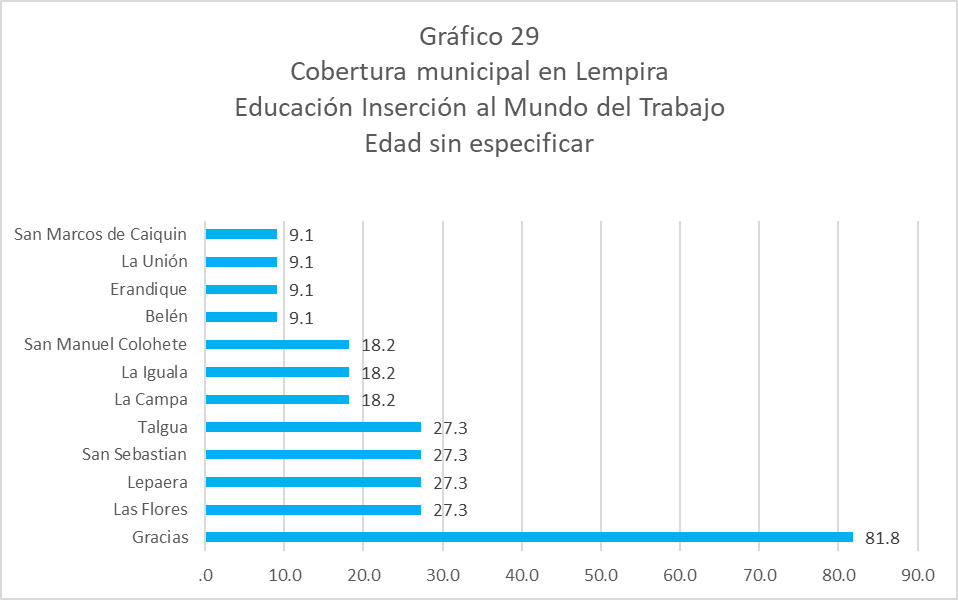 Gráfico 29
Cobertura municipal en Lempira
Educación Inserción al Mundo del Trabajo
Edad sin especificar
San Marcos de Caiquin 9.1
La Unión 9.1
Erandique 9.1
Belén 9.1
San Manuel Colohete 18.2
La Iguala 18.2
La Campa 18.2
Talgua 27.3
San Sebastian 27.3
Lepaera 27.3
Las Flores 27.3
Gracias 81.8
.0 10.0 20.0 30.0 40.0 50.0 60.0 70.0 80.0 90.0